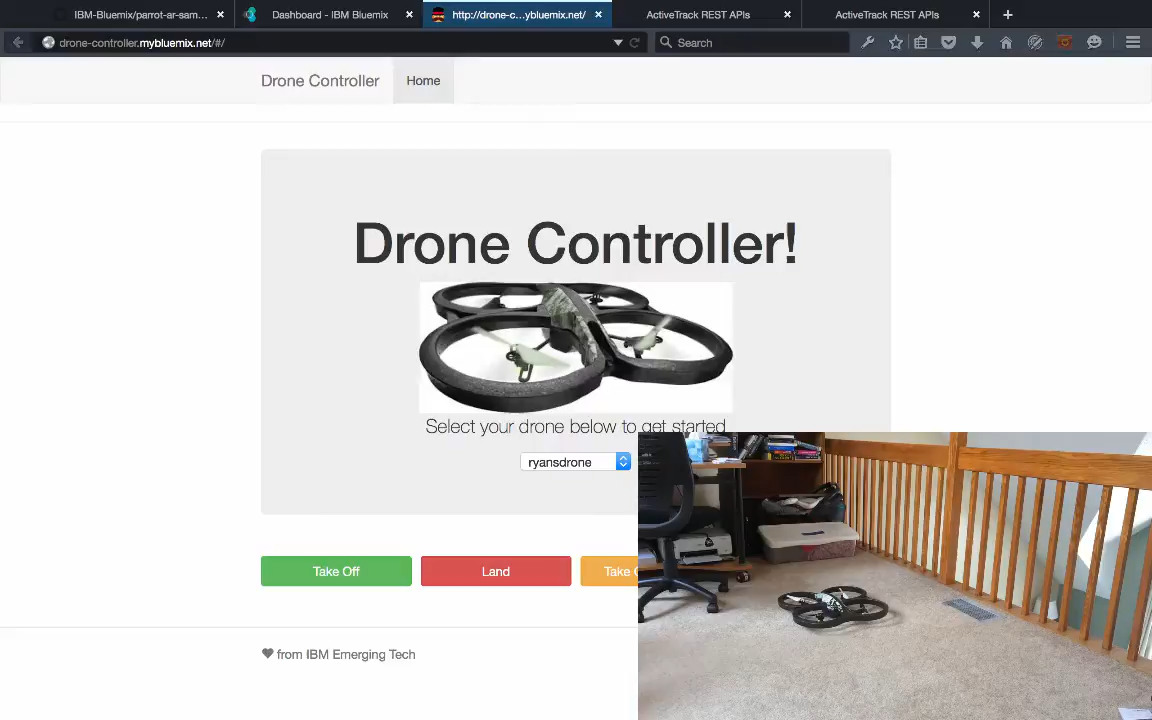 IBM-Bluemix/parrot-ar-sam...
Dashboard - IBM Bluemix
http://drone-c...ybluemix.net/
ActiveTrack REST APIs
ActiveTrack REST APIs
drone-controller.mybluemix.net/#/
Search
Drone Controller
Home
Drone Controller!
Select your drone below to get started
ryansdrone
Take Off
Land
Take
from IBM Emerging Tech